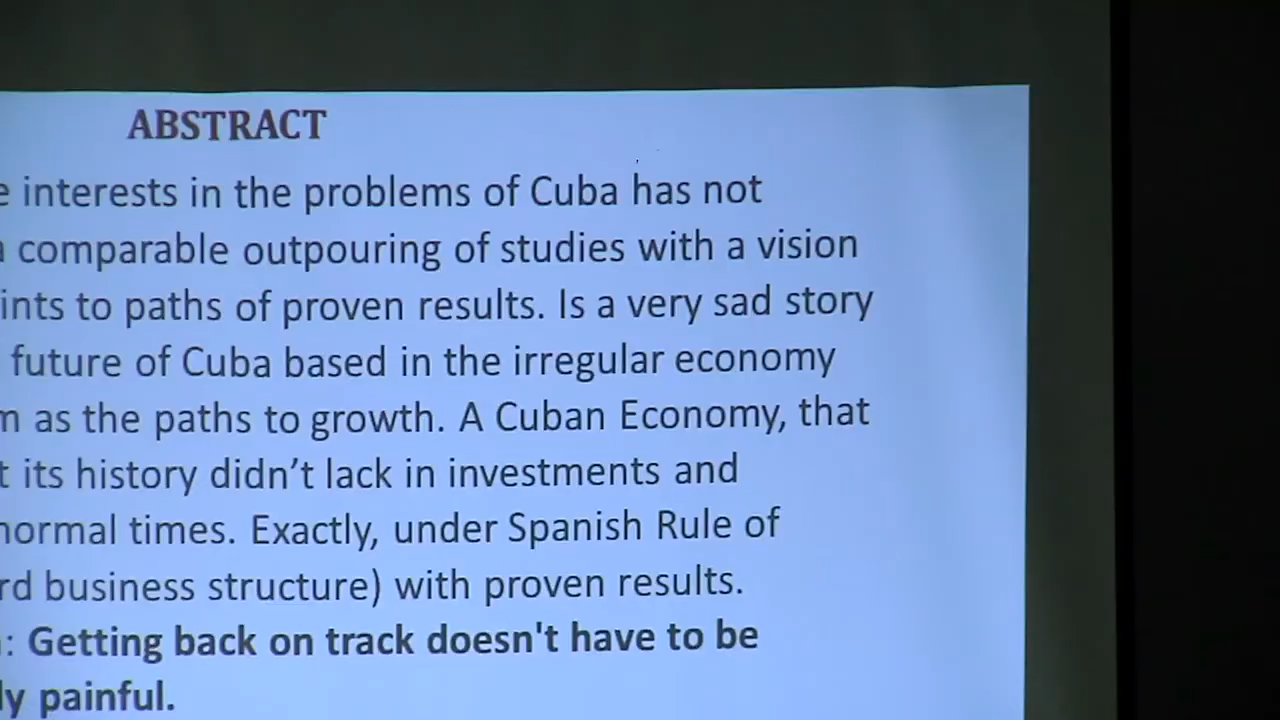 ABSTRACT
interests in the problems of Cuba has not
comparable outpouring of studies with a vision
to paths of proven results. Is a very sad story
future of Cuba based in the irregular economy
as the paths to growth. A Cuban Economy, that
its history didn't lack in investments and
normal times. Exactly, under Spanish Rule of
business structure) with proven results.
: Getting back on track doesn't have to be
painful.